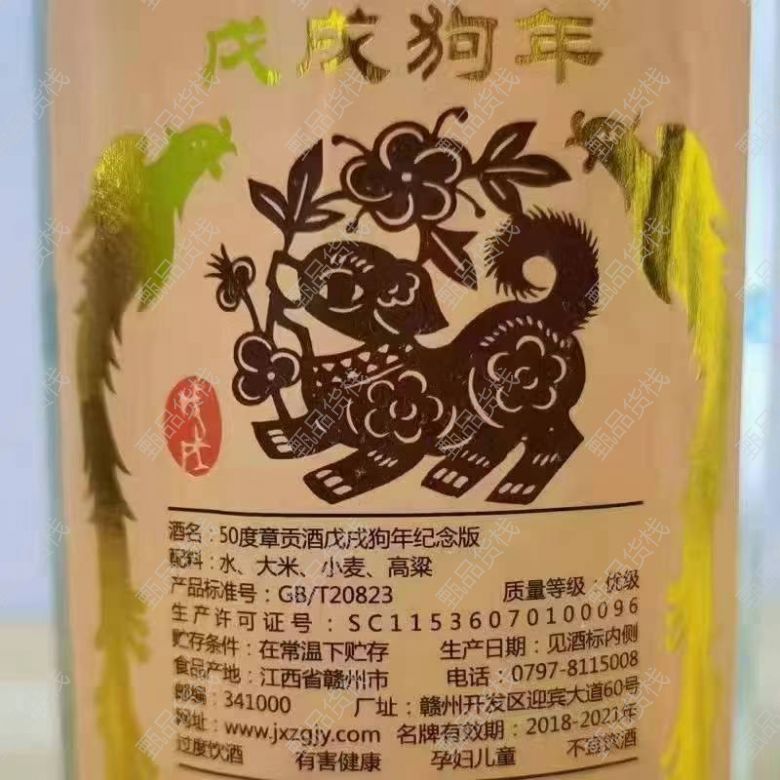 戊戌狗年
酒名：50度章贡酒戊戌狗年纪念版
配料：水、大米、小麦、高粱
产品标准号：GB/T20823 质量等级：优级
生产许可证号：SC11536070100096
贮存条件：在常温下贮存 生产日期：见酒标内侧
食品产地：江西省赣州市 电话：0797-8115008
邮编：341000 厂址：赣州开发区迎宾大道60号
网址：www.jxzgjy.com 名牌有效期：2018-2021年
过度饮酒 有害健康 孕妇儿童 不宜饮酒
甄品货栈